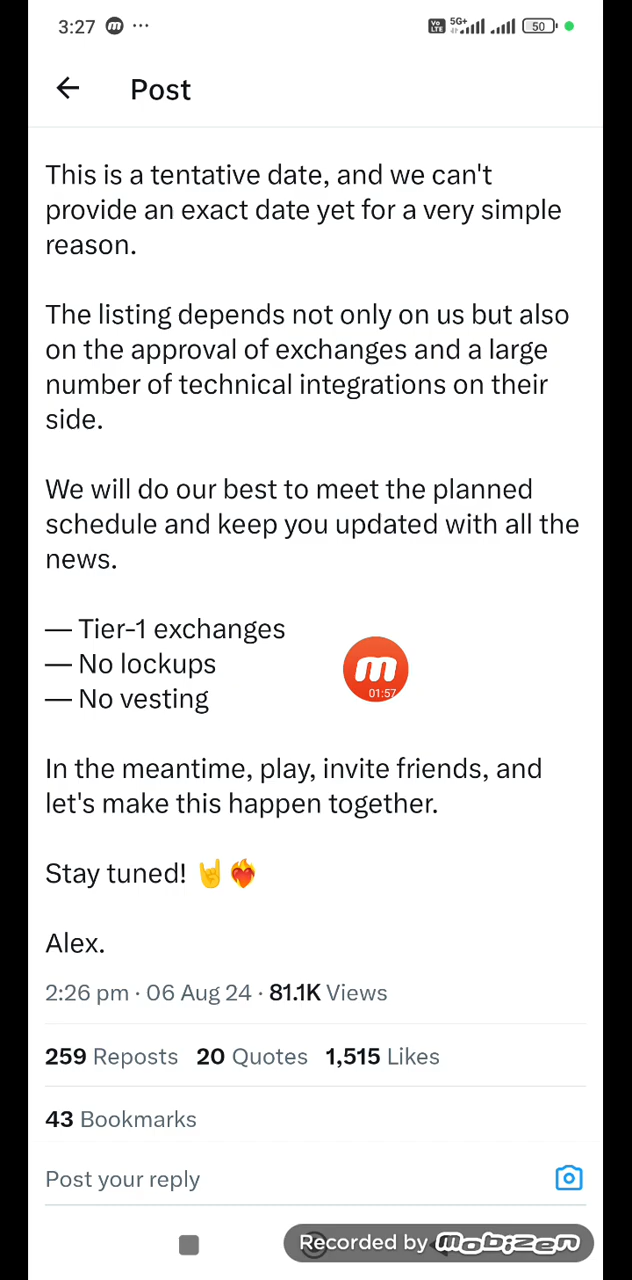 3:27 m ...
Vo LTE 5G+ 50
Post
This is a tentative date, and we can't
provide an exact date yet for a very simple
reason.
The listing depends not only on us but also
on the approval of exchanges and a large
number of technical integrations on their
side.
We will do our best to meet the planned
schedule and keep you updated with all the
news.
— Tier-1 exchanges
— No lockups
— No vesting
m
01:57
In the meantime, play, invite friends, and
let's make this happen together.
Stay tuned! 🤘❤️‍🔥
Alex.
2:26 pm · 06 Aug 24 · 81.1K Views
259 Reposts 20 Quotes 1,515 Likes
43 Bookmarks
Post your reply
Recorded by mobizen